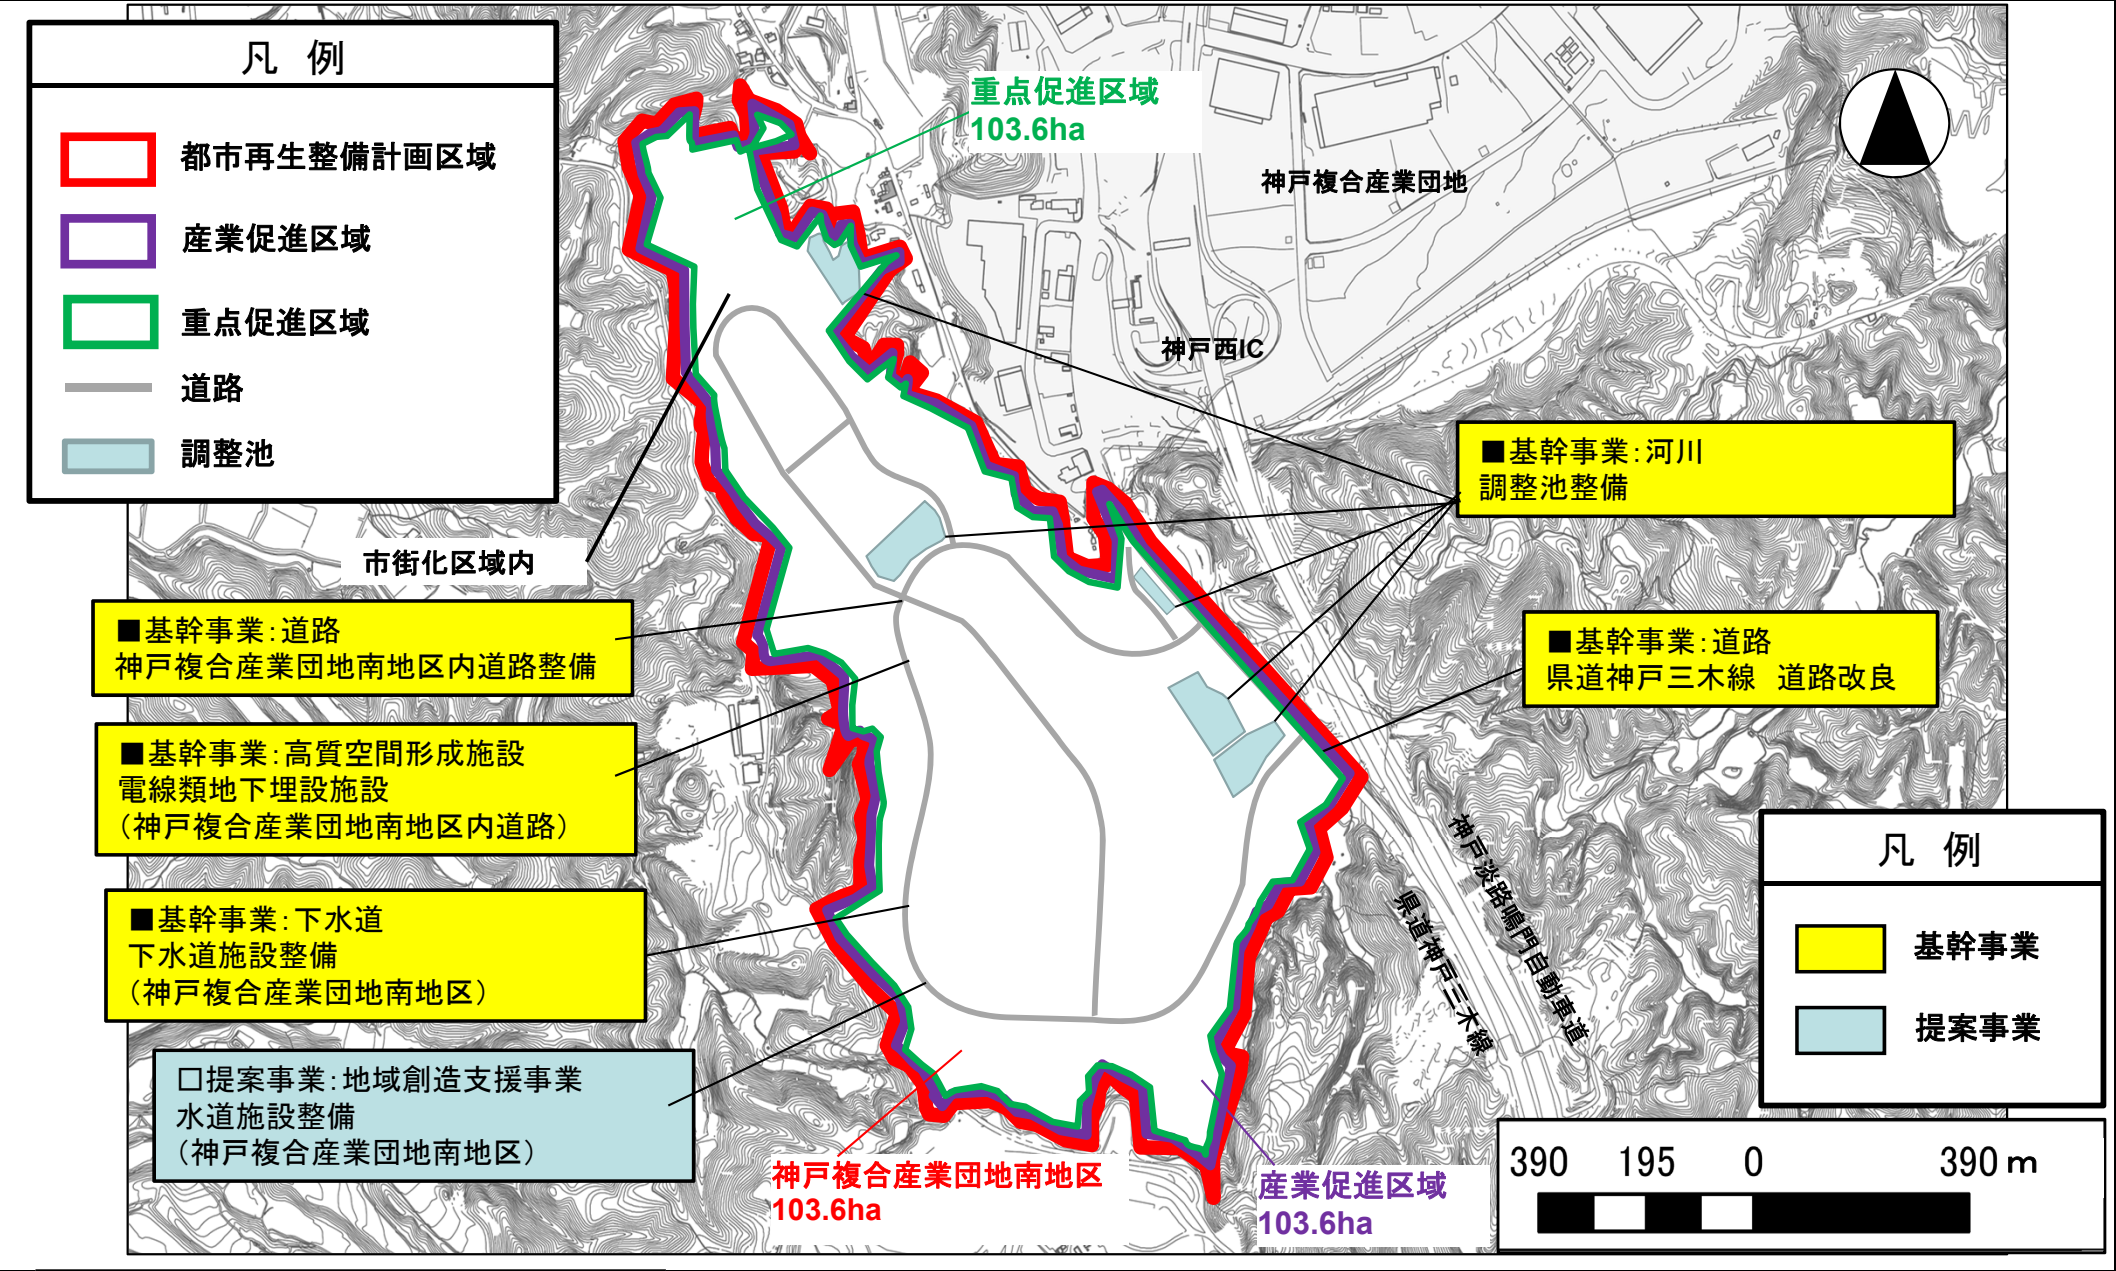 凡 例
都市再生整備計画区域
産業促進区域
重点促進区域
道路
調整池
重点促進区域
103.6ha
神戸複合産業団地
神戸西IC
■基幹事業:河川
調整池整備
市街化区域内
■基幹事業:道路
神戸複合産業団地南地区内道路整備
■基幹事業:道路
県道神戸三木線 道路改良
■基幹事業:高質空間形成施設
電線類地下埋設施設
(神戸複合産業団地南地区内道路)
■基幹事業:下水道
下水道施設整備
(神戸複合産業団地南地区)
□提案事業:地域創造支援事業
水道施設整備
(神戸複合産業団地南地区)
神戸淡路鳴門自動車道
県道神戸三木線
凡 例
基幹事業
提案事業
神戸複合産業団地南地区
103.6ha
産業促進区域
103.6ha
390 195 0 390 m